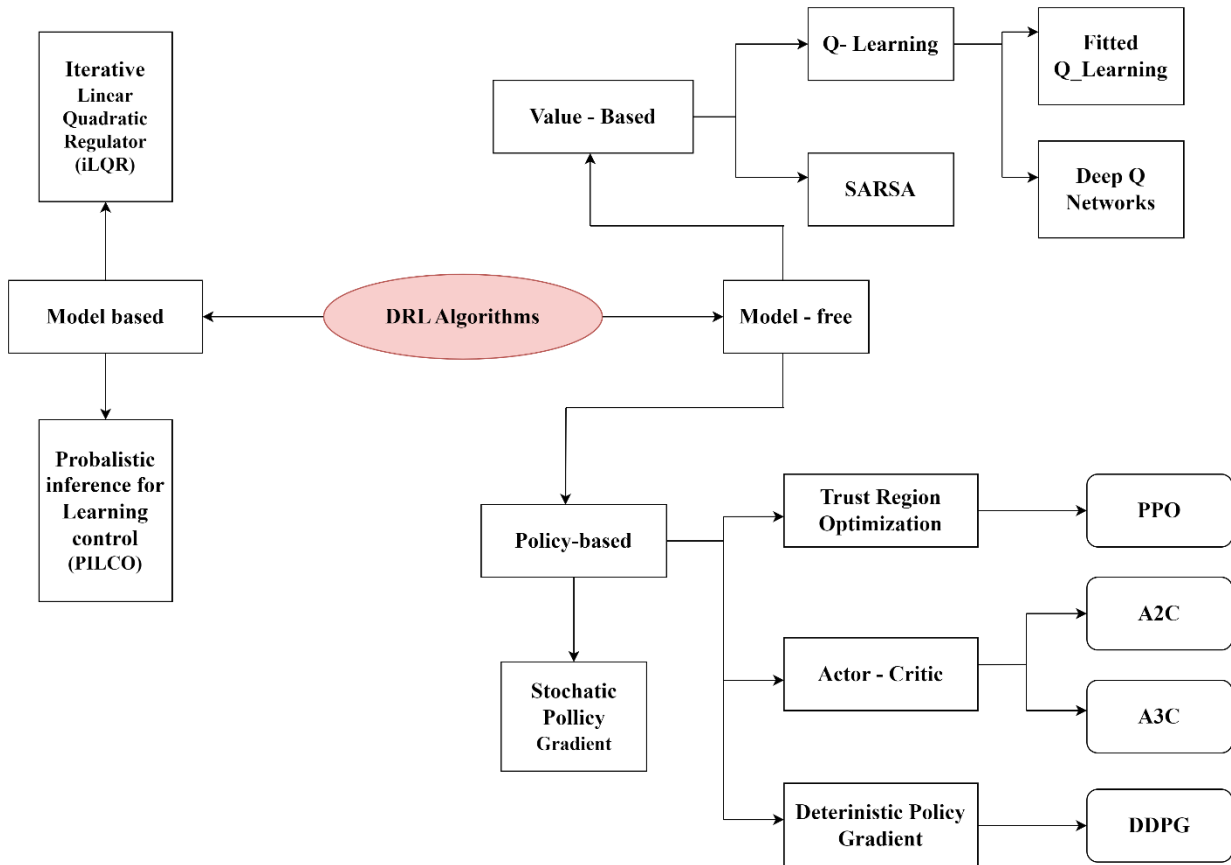 Iterative
Linear
Quadratic
Regulator
(iLQR)
Q- Learning
Fitted
Q_Learning
Value - Based
SARSA
Deep Q
Networks
Model based
DRL Algorithms
Model - free
Probalistic
inference for
Learning
control
(PILCO)
Policy-based
Trust Region
Optimization
PPO
Stochatic
Pollicy
Gradient
Actor - Critic
A2C
A3C
Deterinistic Policy
Gradient
DDPG